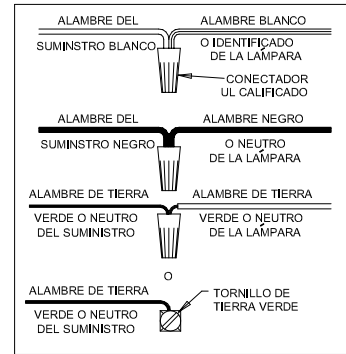 ALAMBRE DEL ALAMBRE BLANCO
SUMINSTRO BLANCO O IDENTIFICADO
DE LA LAMPARA
CONECTADOR
UL CALIFICADO
ALAMBRE DEL ALAMBRE NEGRO
SUMINSTRO NEGRO O NEUTRO
DE LA LAMPARA
ALAMBRE DE TIERRA ALAMBRE DE TIERRA
VERDE O NEUTRO VERDE O NEUTRO
DEL SUMINISTRO DE LA LAMPARA
O
ALAMBRE DE TIERRA TORNILLO DE
TIERRA VERDE
VERDE O NEUTRO
DEL SUMINISTRO